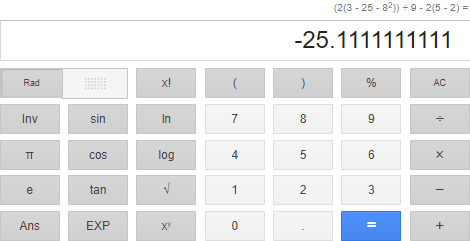 (2(3 - 25 - 8²)) ÷ 9 - 2(5 - 2) =
-25.1111111111
Rad x! ( ) % AC
Inv sin ln 7 8 9 ÷
π cos log 4 5 6 ×
e tan √ 1 2 3 −
Ans EXP xʸ 0 . = +